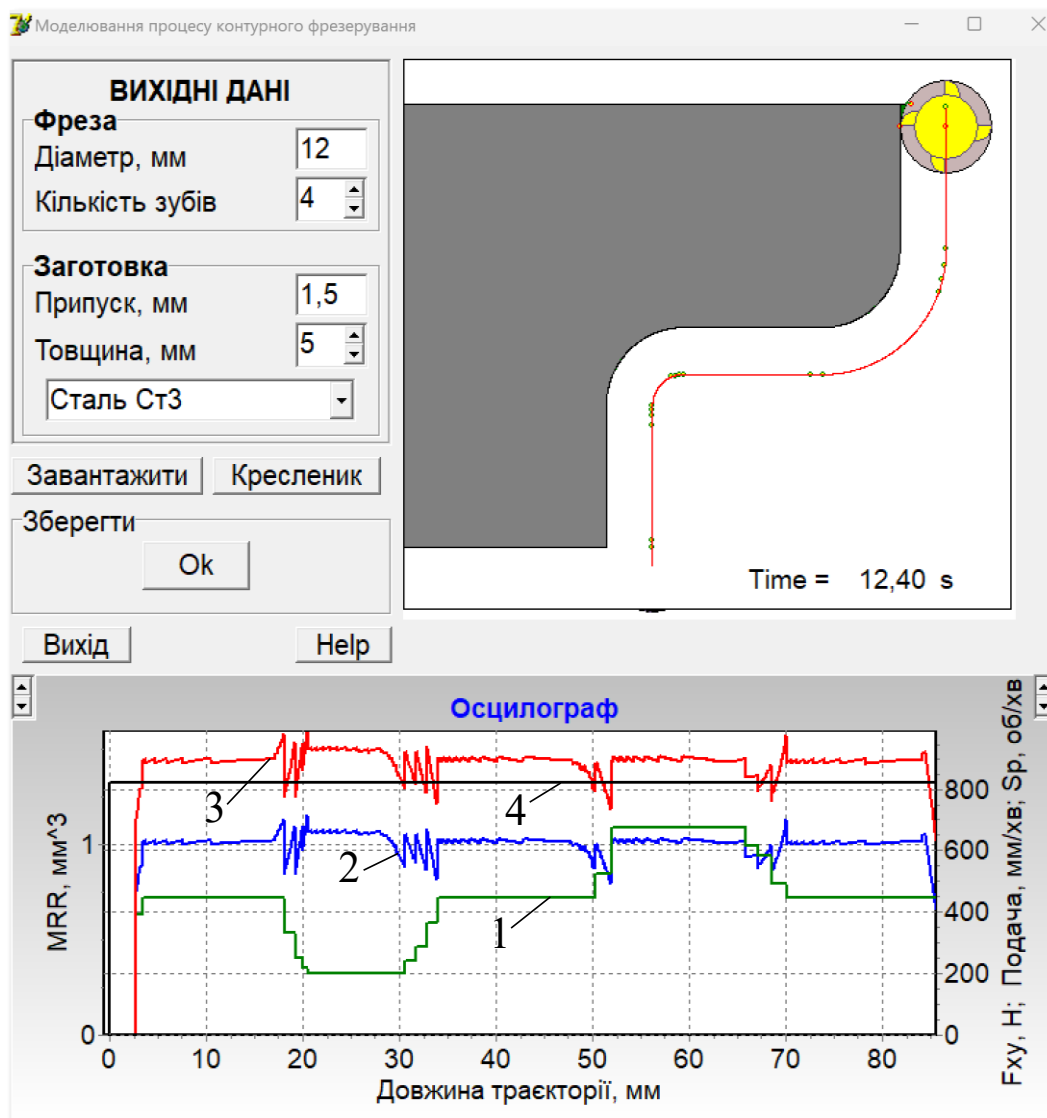 Моделювання процесу контурного фрезерування
ВИХІДНІ ДАНІ
Фреза
Діаметр, мм 12
Кількість зубів 4
Заготовка
Припуск, мм 1,5
Товщина, мм 5
Сталь Ст3
Завантажити Кресленик
Зберегти
Ok
Вихід Help
Time = 12,40 s
Осцилограф
MRR, мм^3
1
0
3
4
2
1
0 10 20 30 40 50 60 70 80
Довжина траєкторії, мм
800
600
400
200
0
Fxy, Н; Подача, мм/хв; Sp, об/хв